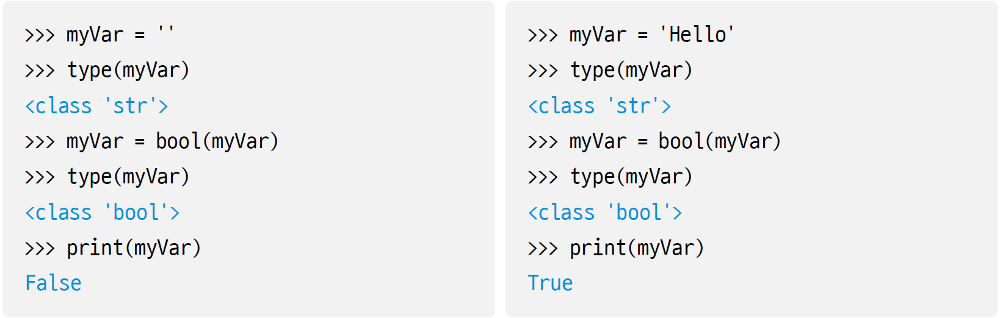 >>> myVar = ''
>>> type(myVar)
<class 'str'>
>>> myVar = bool(myVar)
>>> type(myVar)
<class 'bool'>
>>> print(myVar)
False
>>> myVar = 'Hello'
>>> type(myVar)
<class 'str'>
>>> myVar = bool(myVar)
>>> type(myVar)
<class 'bool'>
>>> print(myVar)
True